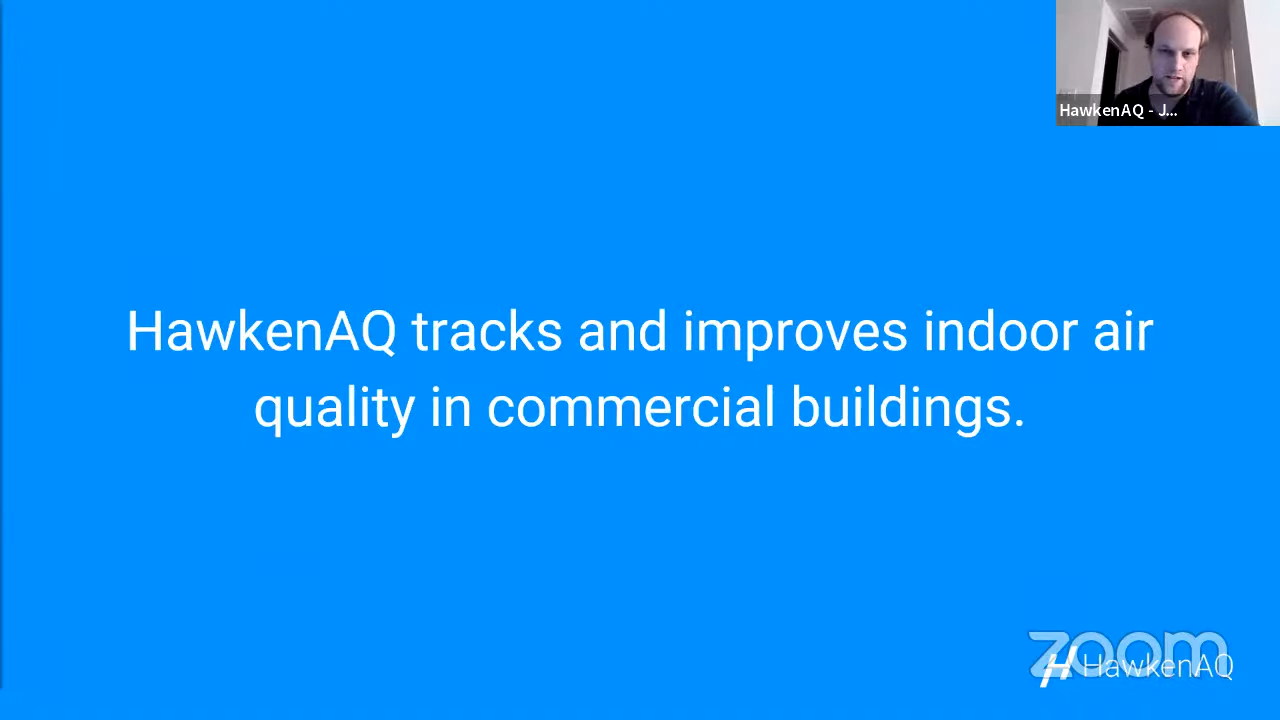 HawkenAQ - J...
HawkenAQ tracks and improves indoor air
quality in commercial buildings.
zoom
HawkenAQ